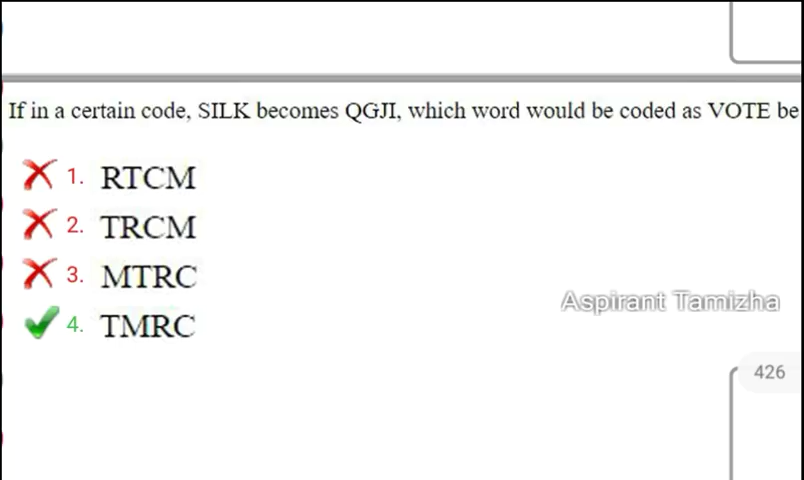 If in a certain code, SILK becomes QGJI, which word would be coded as VOTE be
1. RTCM
2. TRCM
3. MTRC
Aspirant Tamizha
4. TMRC
426